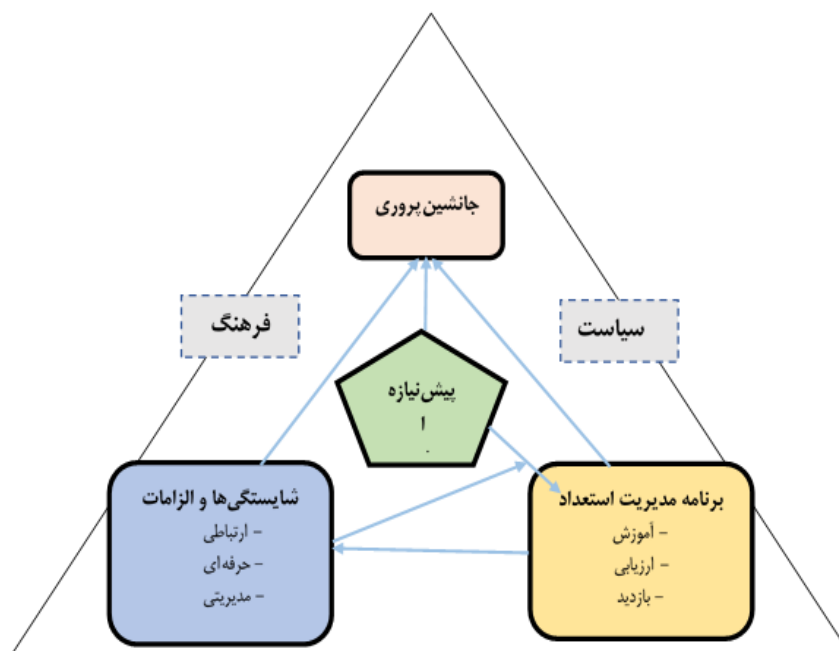 جانشین‌پروری
فرهنگ
سیاست
پیش‌نیازه
ا
.
شایستگی‌ها و الزامات
- ارتباطی
- حرفه‌ای
- مدیریتی
برنامه مدیریت استعداد
- آموزش
- ارزیابی
- بازدید